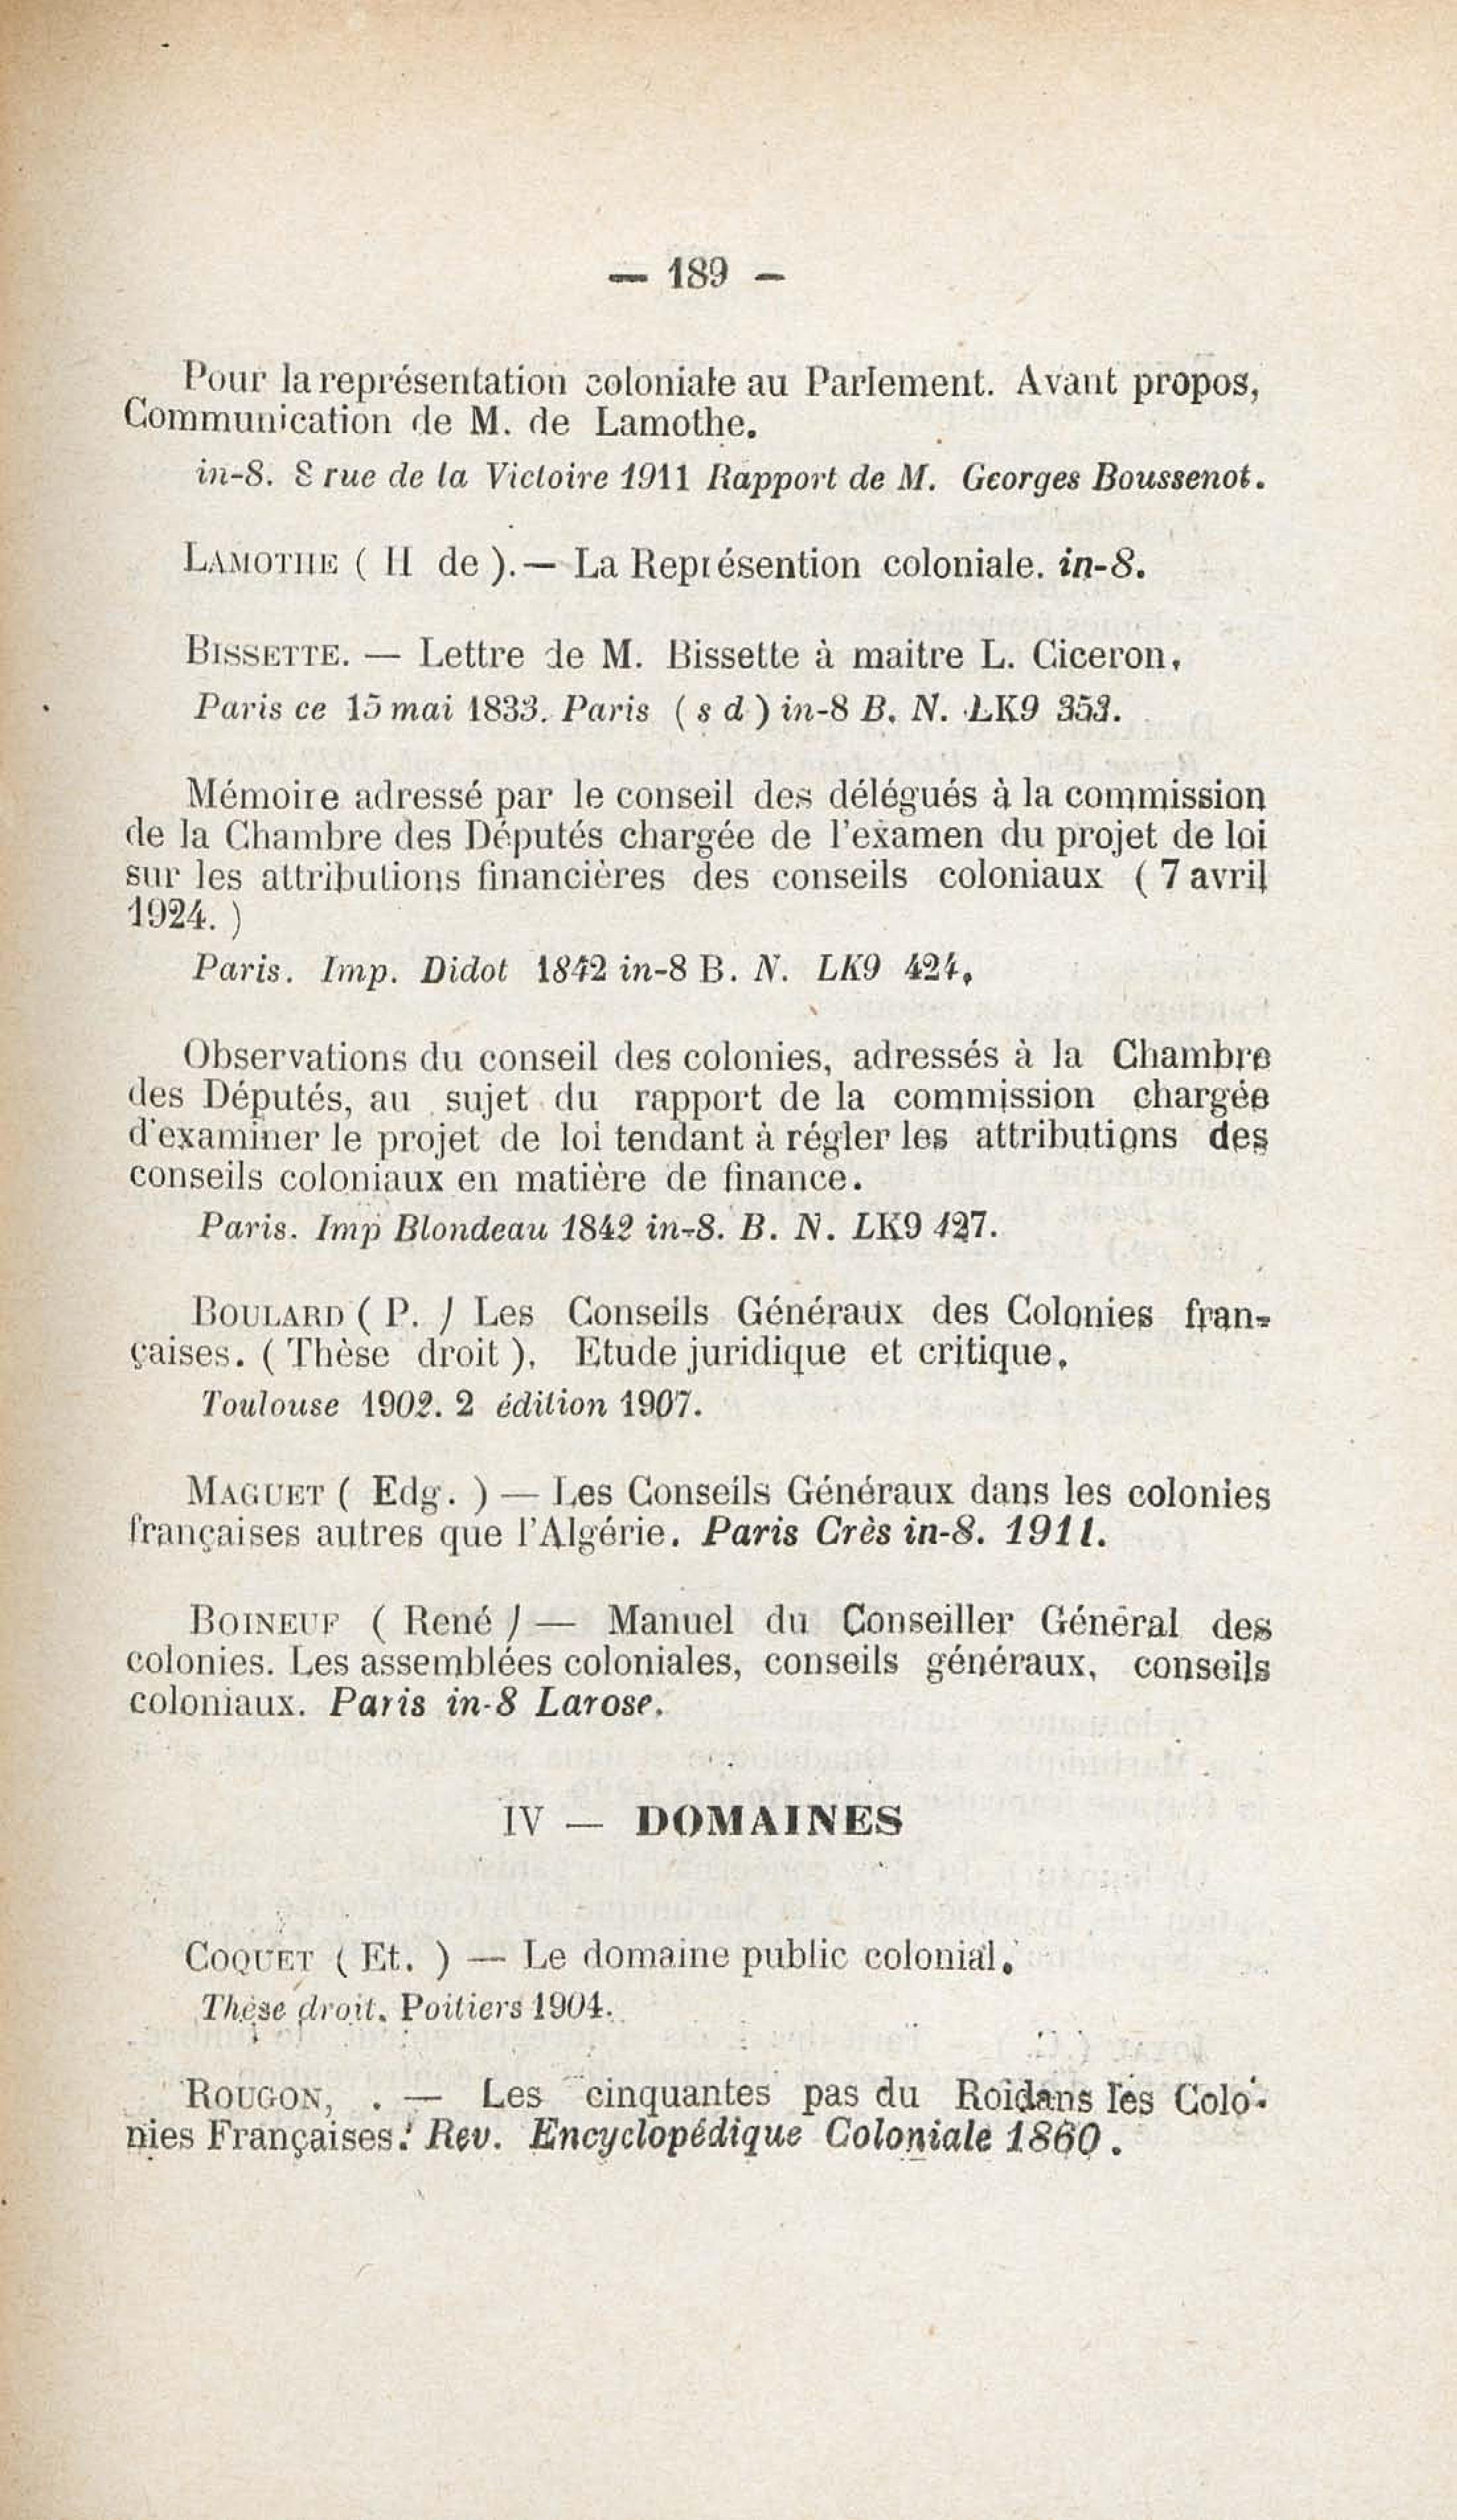 — 189 —
Pour la représentation coloniale au Parlement. Avant propos,
Communication de M. de Lamothe.
in-8. 8 rue de la Victoire 1911 Rapport de M. Georges Boussenot.
LAMOTHE ( H de ).— La Représention coloniale. in-8.
BISSETTE. — Lettre de M. Bissette à maitre L. Ciceron,
Paris ce 15 mai 1833. Paris ( s d ) in-8 B. N. LK9 353.
Mémoire adressé par le conseil des délégués à la commission
de la Chambre des Députés chargée de l'examen du projet de loi
sur les attributions financières des conseils coloniaux ( 7 avril
1924. )
Paris. Imp. Didot 1842 in-8 B. N. LK9 424,
Observations du conseil des colonies, adressés à la Chambre
des Députés, au sujet du rapport de la commission chargée
d'examiner le projet de loi tendant à régler les attributions des
conseils coloniaux en matière de finance.
Paris. Imp Blondeau 1842 in-8. B. N. LK9 427.
BOULARD ( P. ) Les Conseils Généraux des Colonies fran-
çaises. ( Thèse droit ), Etude juridique et critique,
Toulouse 1902. 2 édition 1907.
MAGUET ( Edg. ) — Les Conseils Généraux dans les colonies
françaises autres que l'Algérie. Paris Crès in-8. 1911.
BOINEUF ( René ) — Manuel du Conseiller Général des
colonies. Les assemblées coloniales, conseils généraux, conseils
coloniaux. Paris in-8 Larose.
IV — DOMAINES
COQUET ( Et. ) — Le domaine public colonial.
Thèse droit. Poitiers 1904.
ROUGON, . — Les cinquantes pas du Roidans les Colo-
nies Françaises. Rev. Encyclopédique Coloniale 1860.